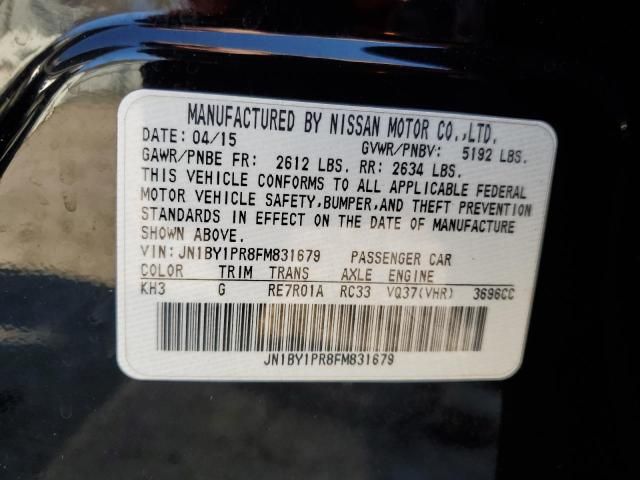 MANUFACTURED BY NISSAN MOTOR CO.,LTD.
DATE: 04/15 GVWR/PNBV: 5192 LBS.
GAWR/PNBE FR: 2612 LBS. RR: 2634 LBS.
THIS VEHICLE CONFORMS TO ALL APPLICABLE FEDERAL
MOTOR VEHICLE SAFETY,BUMPER,AND THEFT PREVENTION
STANDARDS IN EFFECT ON THE DATE OF MANUFACTURE
SHOWN ABOVE.
VIN: JN1BY1PR8FM831679 PASSENGER CAR
COLOR TRIM TRANS AXLE ENGINE
KH3 G RE7R01A RC33 VQ37(VHR) 3696CC
JN1BY1PR8FM831679